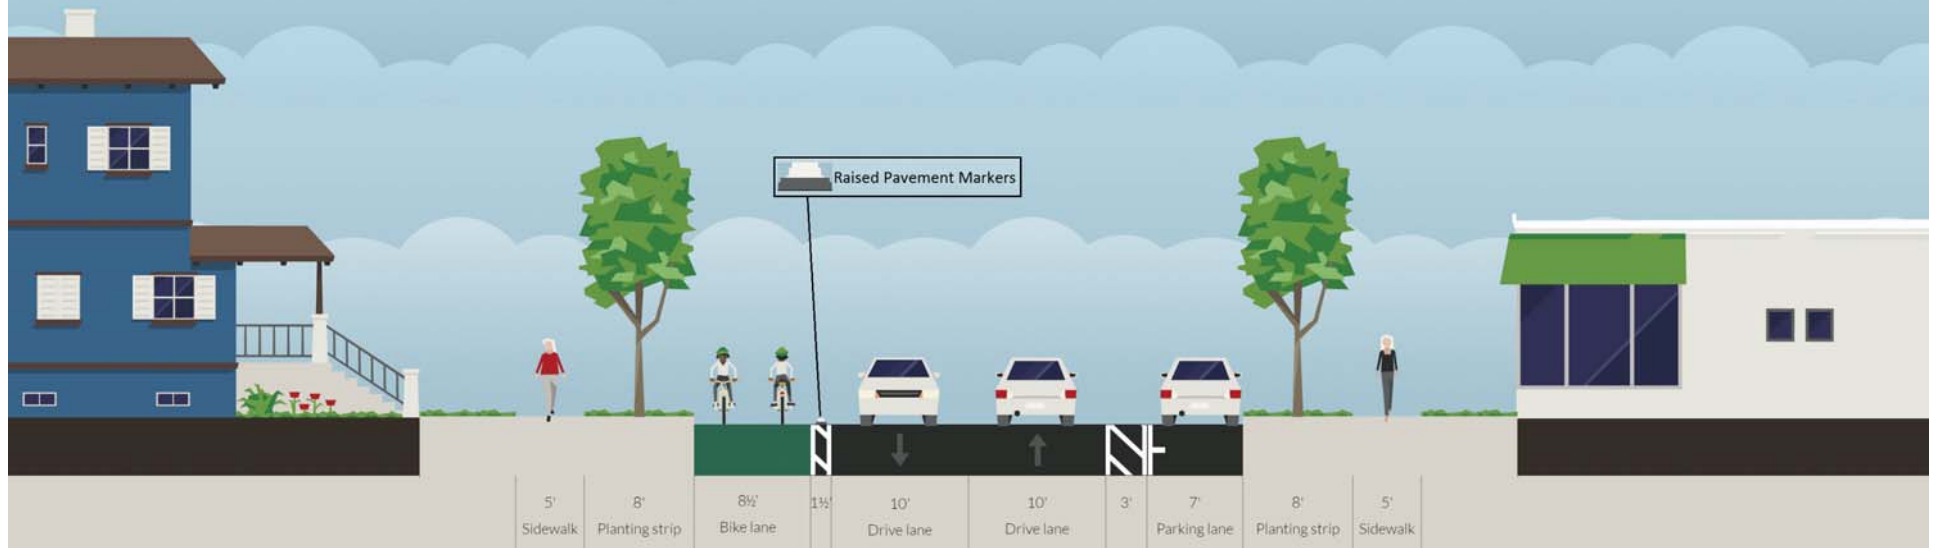 Raised Pavement Markers
5' 8' 8½' 1½' 10' 10' 3' 7' 8' 5'
Sidewalk Planting strip Bike lane Drive lane Drive lane Parking lane Planting strip Sidewalk